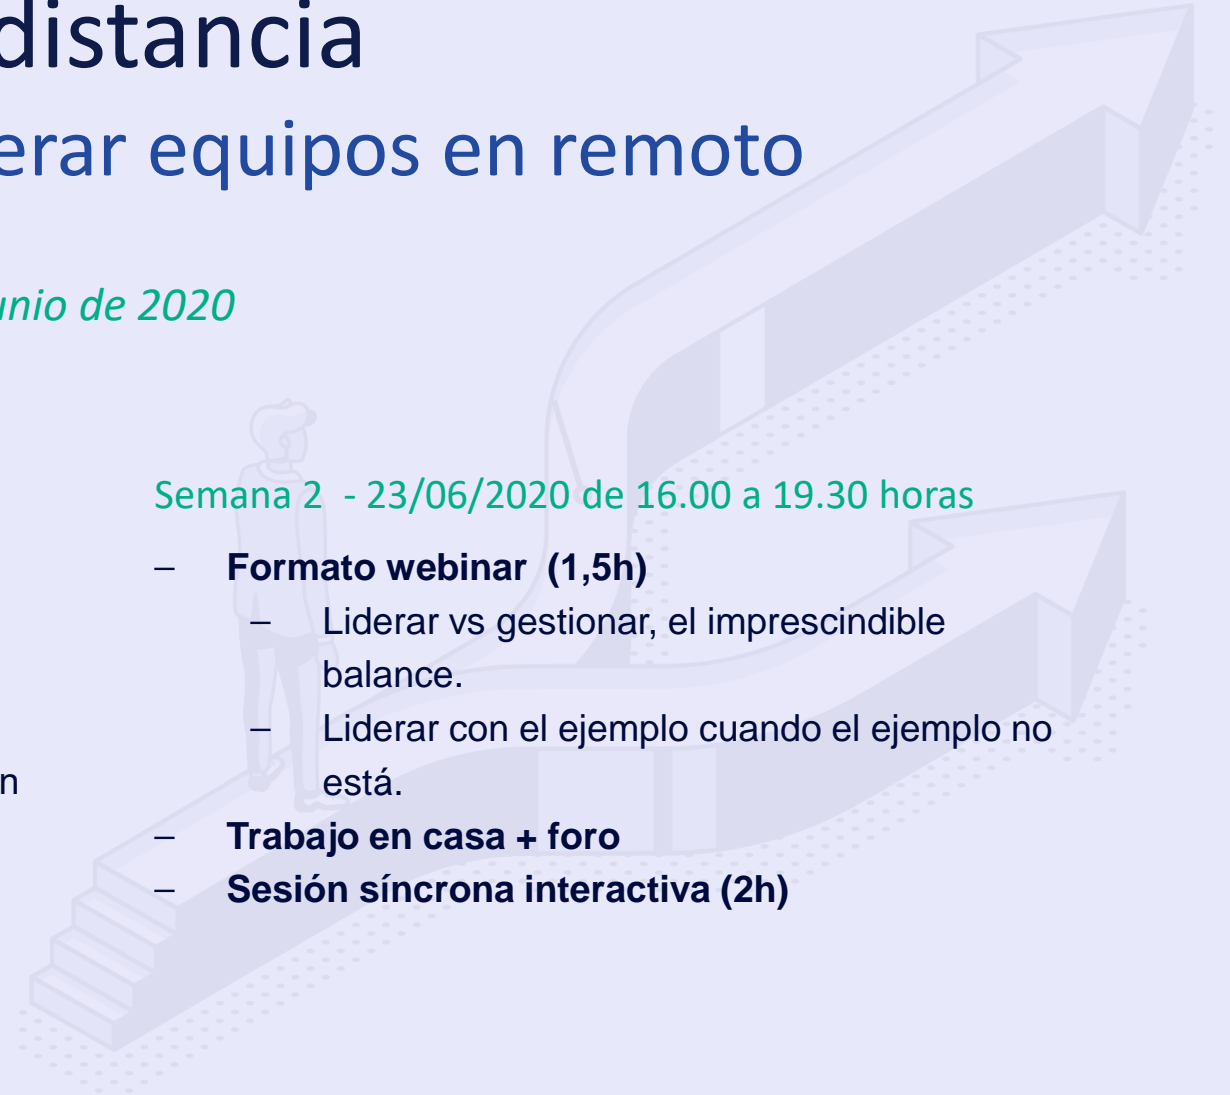 distancia
erar equipos en remoto
unio de 2020
Semana 2 - 23/06/2020 de 16.00 a 19.30 horas
– Formato webinar (1,5h)
– Liderar vs gestionar, el imprescindible
balance.
– Liderar con el ejemplo cuando el ejemplo no
está.
n
– Trabajo en casa + foro
– Sesión síncrona interactiva (2h)